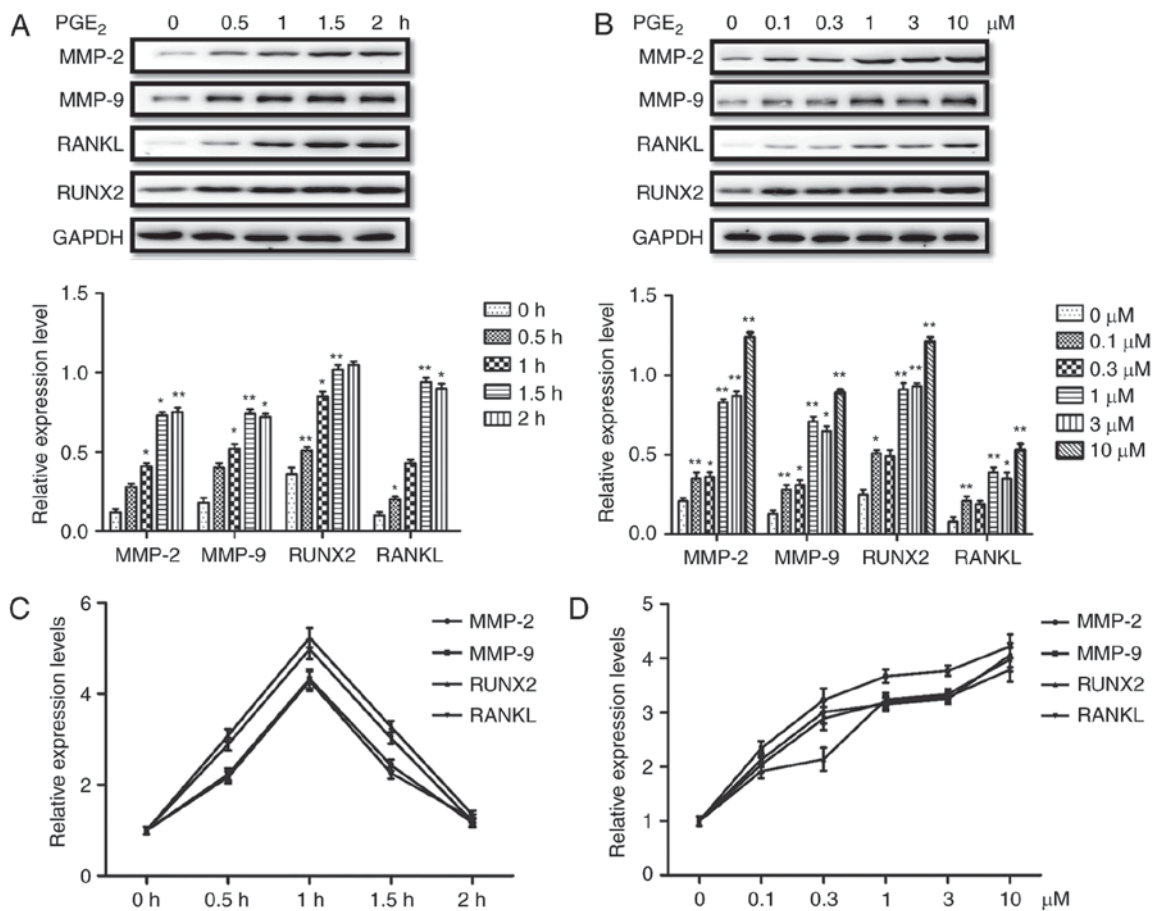 A PGE₂ 0 0.5 1 1.5 2 h
MMP-2
MMP-9
RANKL
RUNX2
GAPDH
1.5
1.0
0.5
0.0
Relative expression level
* * **
* ** *
** * **
* ** *
MMP-2 MMP-9 RUNX2 RANKL
0 h
0.5 h
1 h
1.5 h
2 h
B PGE₂ 0 0.1 0.3 1 3 10 μM
MMP-2
MMP-9
RANKL
RUNX2
GAPDH
1.5
1.0
0.5
0.0
Relative expression level
** * ** ** **
** * ** * **
* ** ** **
** ** * **
MMP-2 MMP-9 RUNX2 RANKL
0 μM
0.1 μM
0.3 μM
1 μM
3 μM
10 μM
C
6
4
2
0
Relative expression levels
0 h 0.5 h 1 h 1.5 h 2 h
MMP-2
MMP-9
RUNX2
RANKL
D
5
4
3
2
1
0
Relative expression levels
0 0.1 0.3 1 3 10 μM
MMP-2
MMP-9
RUNX2
RANKL